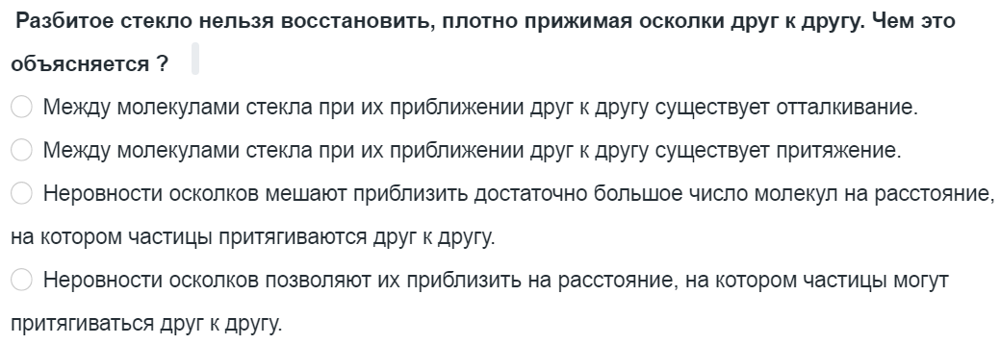 Разбитое стекло нельзя восстановить, плотно прижимая осколки друг к другу. Чем это
объясняется ?
Между молекулами стекла при их приближении друг к другу существует отталкивание.
Между молекулами стекла при их приближении друг к другу существует притяжение.
Неровности осколков мешают приблизить достаточно большое число молекул на расстояние,
на котором частицы притягиваются друг к другу.
Неровности осколков позволяют их приблизить на расстояние, на котором частицы могут
притягиваться друг к другу.